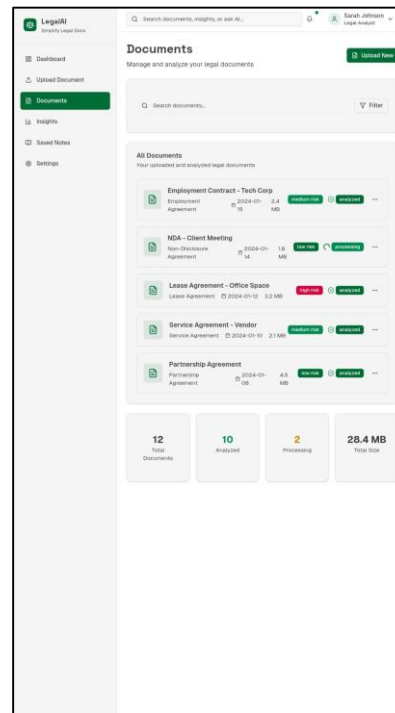 LegalAI
Simplify Legal Docs
Dashboard
Upload Document
Documents
Insights
Saved Notes
Settings
Search documents, insights, or ask AI...
Sarah Johnson
Legal Analyst
Documents
Manage and analyze your legal documents
Upload New
Search documents...
Filter
All Documents
Your uploaded and analyzed legal documents
Employment Contract - Tech Corp
Employment Agreement 2024-01-15 2.4 MB medium risk analyzed
NDA - Client Meeting
Non-Disclosure Agreement 2024-01-14 1.8 MB low risk processing
Lease Agreement - Office Space
Lease Agreement 2024-01-12 3.2 MB high risk analyzed
Service Agreement - Vendor
Service Agreement 2024-01-10 2.1 MB medium risk analyzed
Partnership Agreement
Partnership Agreement 2024-01-08 MB low risk analyzed
12
Total Documents
10
Analyzed
2
Processing
28.4 MB
Total Size